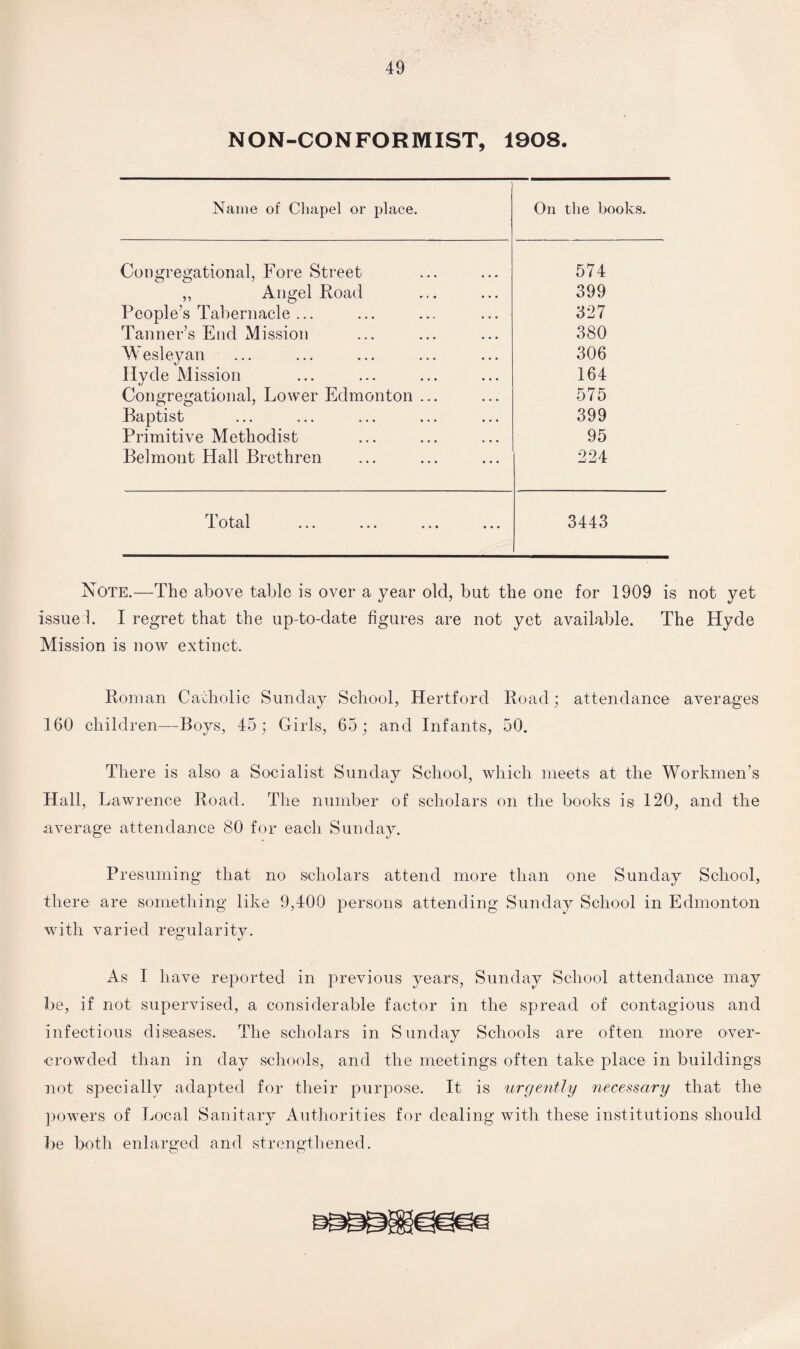 49
NON-CONFORMIST, 1908.
Name of Chapel or place. On the books.
Congregational, Fore Street ... ... 574
„ Angel Road ... ... 399
People's Tabernacle ... ... ... ... 327
Tanner's End Mission ... ... ... 380
Wesleyan ... ... ... ... ... 306
Hyde Mission ... ... ... ... 164
Congregational, Lower Edmonton ... ... 575
Baptist ... ... ... ... ... 399
Primitive Methodist ... ... ... 95
Belmont Hall Brethren ... ... ... 224
Total ... ... ... ... 3443
NOTE.—The above table is over a year old, but the one for 1909 is not yet
issued. I regret that the up-to-date figures are not yet available. The Hyde
Mission is now extinct.
Roman Catholic Sunday School, Hertford Road; attendance averages
160 children—Boys, 45; Girls, 65; and Infants, 50.
There is also a Socialist Sunday School, which meets at the Workmen's
Hall, Lawrence Road. The number of scholars on the books is 120, and the
average attendance 80 for each Sunday.
Presuming that no scholars attend more than one Sunday School,
there are something like 9,400 persons attending Sunday School in Edmonton
with varied regularity.
As I have reported in previous years, Sunday School attendance may
be, if not supervised, a considerable factor in the spread of contagious and
infectious diseases. The scholars in Sunday Schools are often more over-
crowded than in day schools, and the meetings often take place in buildings
not specially adapted for their purpose. It is urgently necessary that the
powers of Local Sanitary Authorities for dealing with these institutions should
be both enlarged and strengthened.